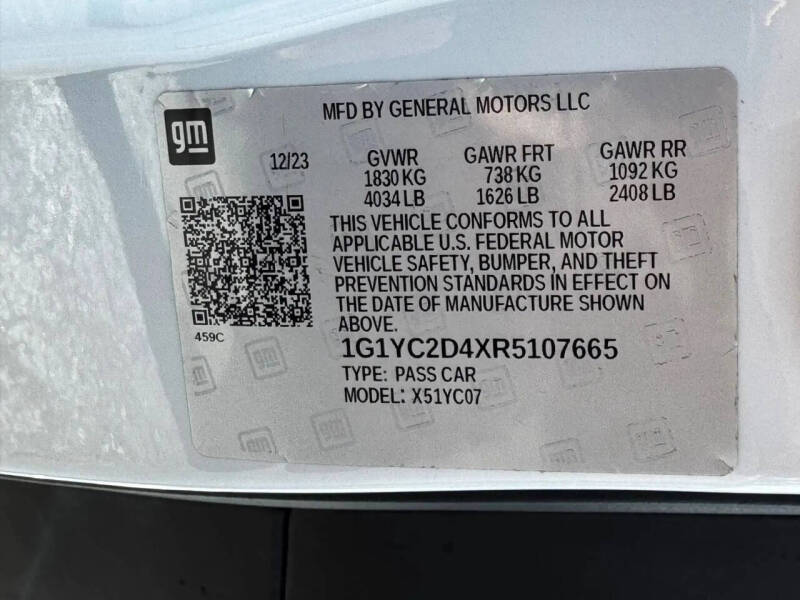 MFD BY GENERAL MOTORS LLC
gm
12/23 GVWR GAWR FRT GAWR RR
1830 KG 738 KG 1092 KG
4034 LB 1626 LB 2408 LB
THIS VEHICLE CONFORMS TO ALL
APPLICABLE U.S. FEDERAL MOTOR
VEHICLE SAFETY, BUMPER, AND THEFT
PREVENTION STANDARDS IN EFFECT ON
THE DATE OF MANUFACTURE SHOWN
ABOVE.
459C
1G1YC2D4XR5107665
TYPE: PASS CAR
MODEL: X51YC07